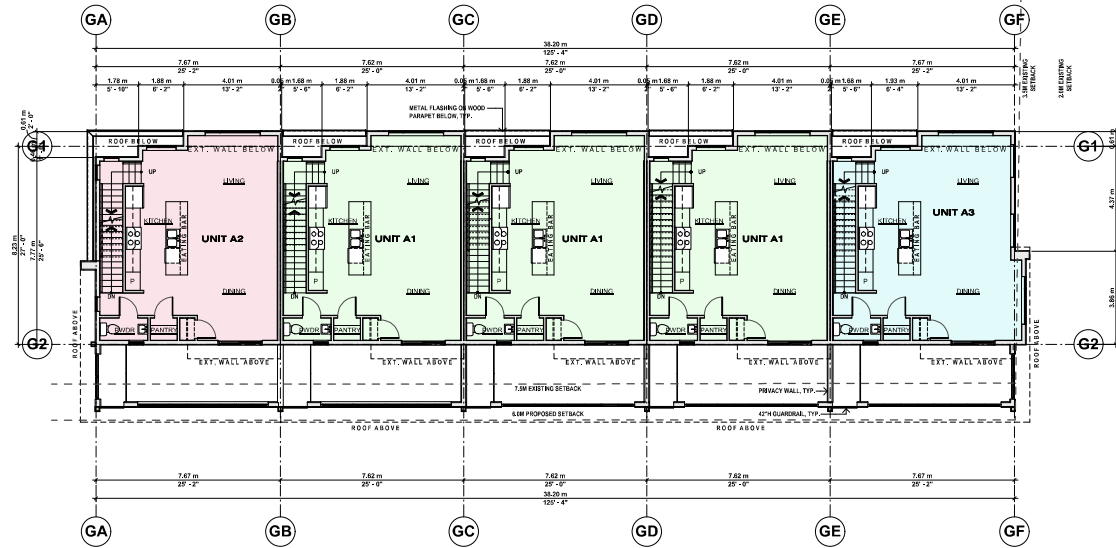 GA GB GC GD GE GF
38.20 m
125' - 4"
7.67 m 7.62 m 7.62 m 7.62 m 7.67 m
25' - 2" 25' - 0" 25' - 0" 25' - 0" 25' - 2"
1.78 m 1.88 m 4.01 m 1.68 m 1.88 m 4.01 m 1.68 m 1.88 m 4.01 m 1.68 m 1.88 m 4.01 m 1.68 m 1.93 m 4.01 m
5' - 10" 6' - 2" 13' - 2" 5' - 6" 6' - 2" 13' - 2" 5' - 6" 6' - 2" 13' - 2" 5' - 6" 6' - 2" 13' - 2" 5' - 6" 6' - 4" 13' - 2"
3.5M EXISTING
SETBACK
2.0M EXISTING
SETBACK
METAL FLASHING ON WOOD
PARAPET BELOW, TYP.
0.61 m
2' - 0"
G1 G1
0.61 m
ROOF BELOW ROOF BELOW ROOF BELOW ROOF BELOW ROOF BELOW
EXT. WALL BELOW EXT. WALL BELOW EXT. WALL BELOW EXT. WALL BELOW EXT. WALL BELOW
UP UP UP UP UP
LIVING LIVING LIVING LIVING LIVING
4.37 m
KITCHEN KITCHEN KITCHEN KITCHEN KITCHEN
EATING BAR EATING BAR EATING BAR EATING BAR EATING BAR
UNIT A2 UNIT A1 UNIT A1 UNIT A1 UNIT A3
8.23 m
27' - 0"
7.77 m
25' - 6"
P P P P P
DN DN DN DN DN
DINING DINING DINING DINING DINING
3.86 m
PWDR PANTRY PWDR PANTRY PWDR PANTRY PWDR PANTRY PWDR PANTRY
G2 G2
ROOF ABOVE ROOF ABOVE
EXT. WALL ABOVE EXT. WALL ABOVE EXT. WALL ABOVE EXT. WALL ABOVE EXT. WALL ABOVE
7.5M EXISTING SETBACK
PRIVACY WALL, TYP.
6.0M PROPOSED SETBACK
42"H GUARDRAIL, TYP.
ROOF ABOVE ROOF ABOVE
7.67 m 7.62 m 7.62 m 7.62 m 7.67 m
25' - 2" 25' - 0" 25' - 0" 25' - 0" 25' - 2"
38.20 m
125' - 4"
GA GB GC GD GE GF